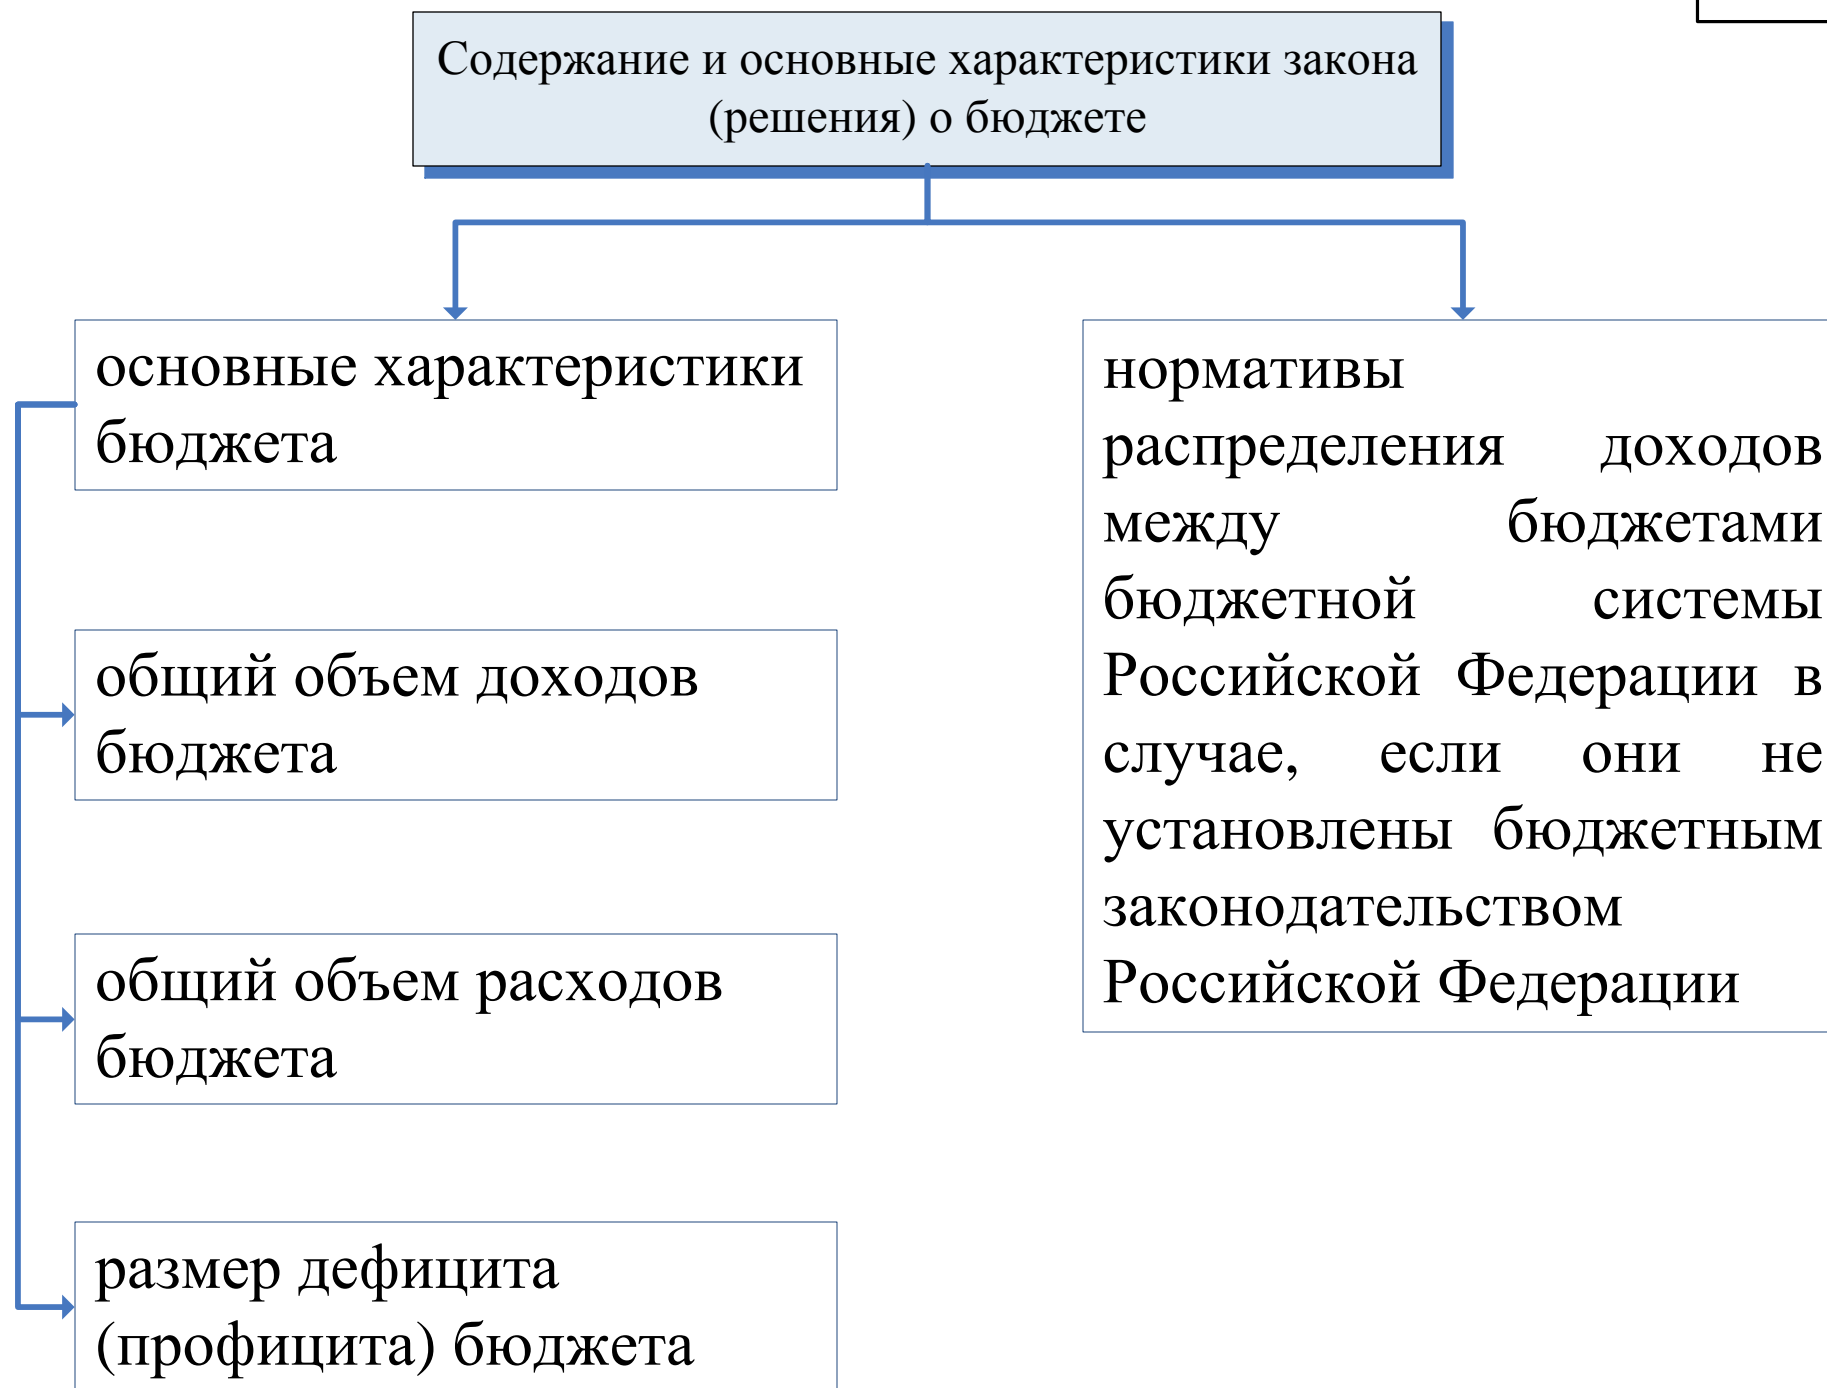 Содержание и основные характеристики закона
(решения) о бюджете
основные характеристики
бюджета
общий объем доходов
бюджета
общий объем расходов
бюджета
размер дефицита
(профицита) бюджета
нормативы
распределения доходов
между бюджетами
бюджетной системы
Российской Федерации в
случае, если они не
установлены бюджетным
законодательством
Российской Федерации